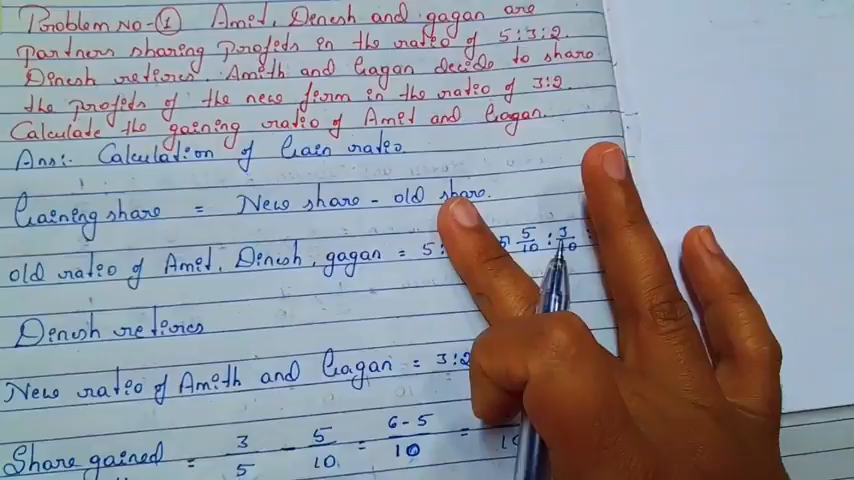 Problem No-① Amit, Dinesh and gagan are
partners sharing profits in the ratio of 5:3:2.
Dinesh retires. Amith and Gagan decide to share
the profits of the new firm in the ratio of 3:2.
Calculate the gaining ratio of Amit and Gagan.
Ans:- Calculation of Gain ratio.
Gaining share = New share - old share.
old ratio of Amit, Dinesh, gagan = 5: 5/10 : 3/10 :
Dinesh retires
New ratio of Amith and Gagan = 3:2
Share gained = 3/5 - 5/10 = 6-5/10 =